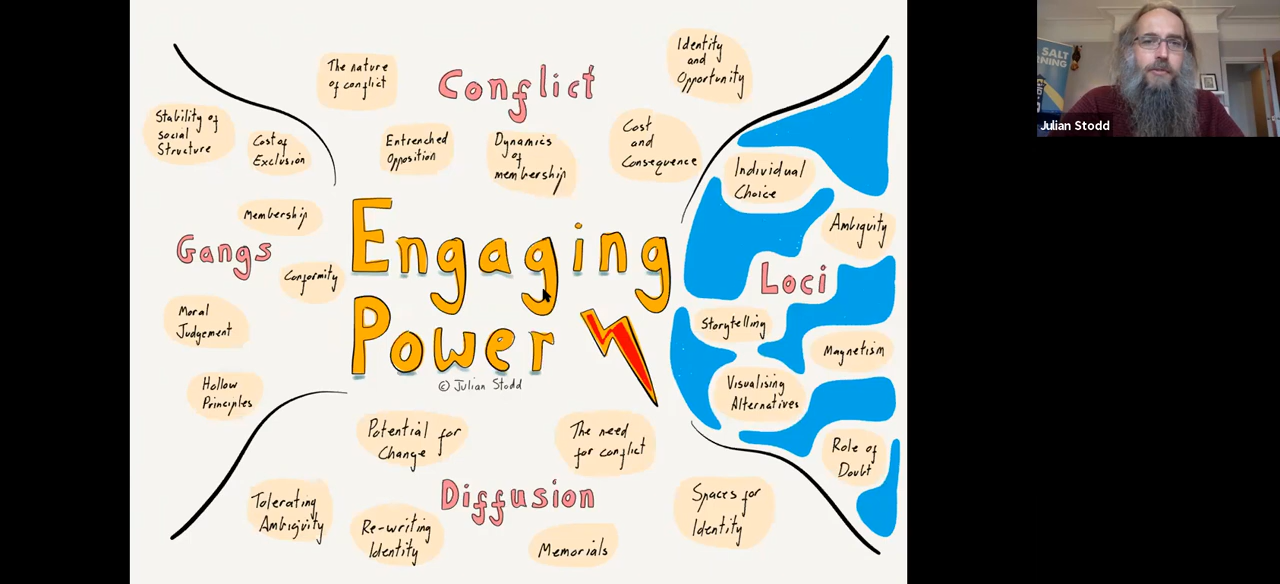 The nature
of conflict
Conflict
Identity
and
Opportunity
Stability of
Social
Structure
Cost of
Exclusion
Entrenched
Opposition
Dynamics
of
membership
Cost
and
Consequence
Individual
Choice
Membership
Ambiguity
Gangs
Conformity
Engaging
Power
© Julian Stodd
Loci
Moral
Judgement
Storytelling
Magnetism
Hollow
Principles
Visualising
Alternatives
Potential for
Change
The need
for conflict
Role of
Doubt
Diffusion
Tolerating
Ambiguity
Re-writing
Identity
Memorials
Spaces for
Identity
SALT
RNING
Julian Stodd